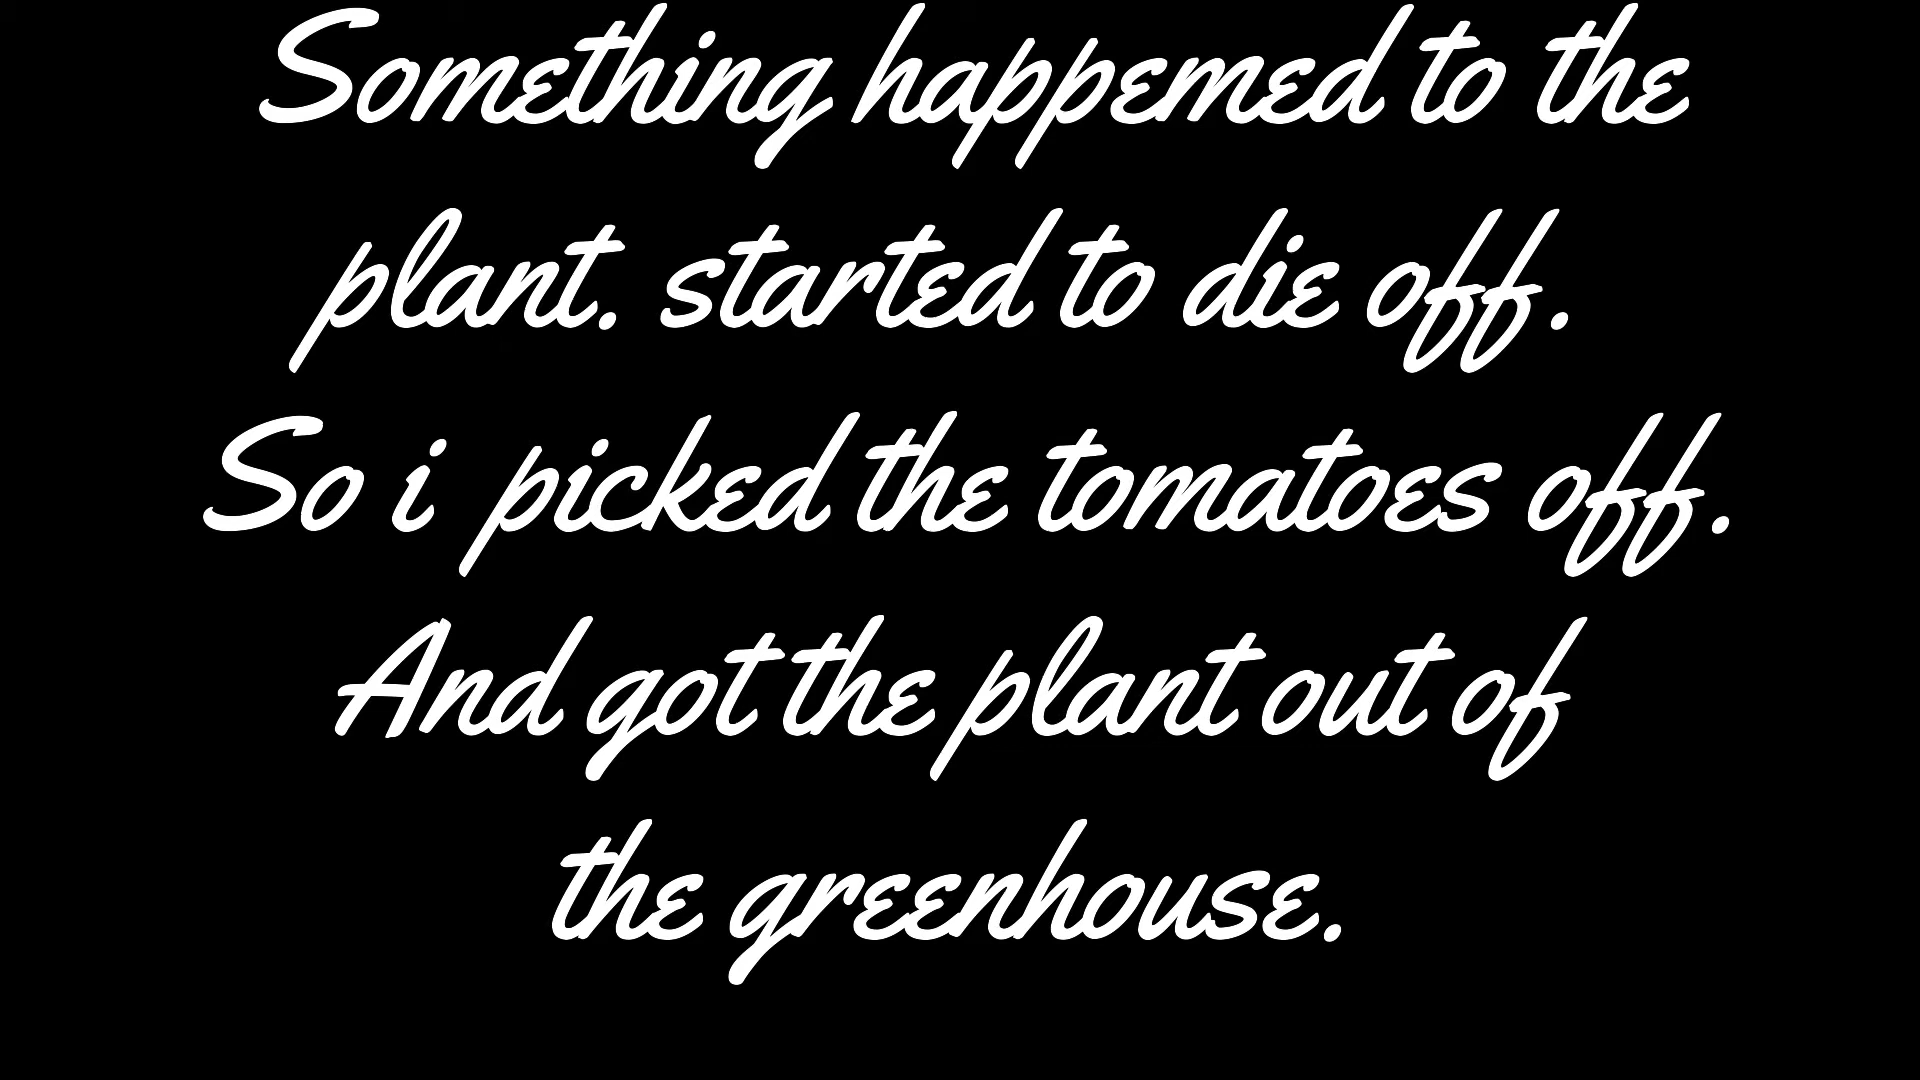 Something happemed to the
plant. started to die off.
So i picked the tomatoes off.
And got the plant out of
the greenhouse.